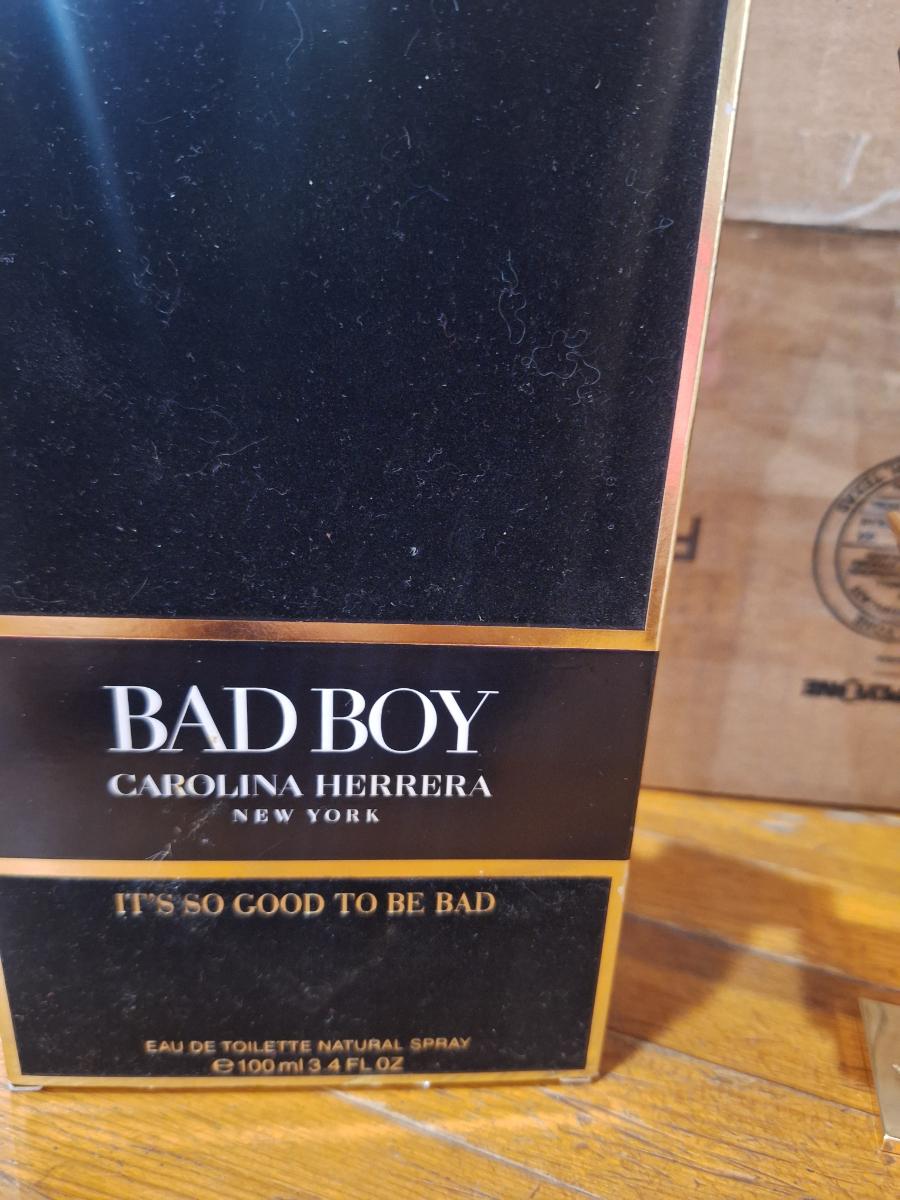 BAD BOY
CAROLINA HERRERA
NEW YORK
IT'S SO GOOD TO BE BAD
EAU DE TOILETTE NATURAL SPRAY
℮100 ml 3.4 FL OZ